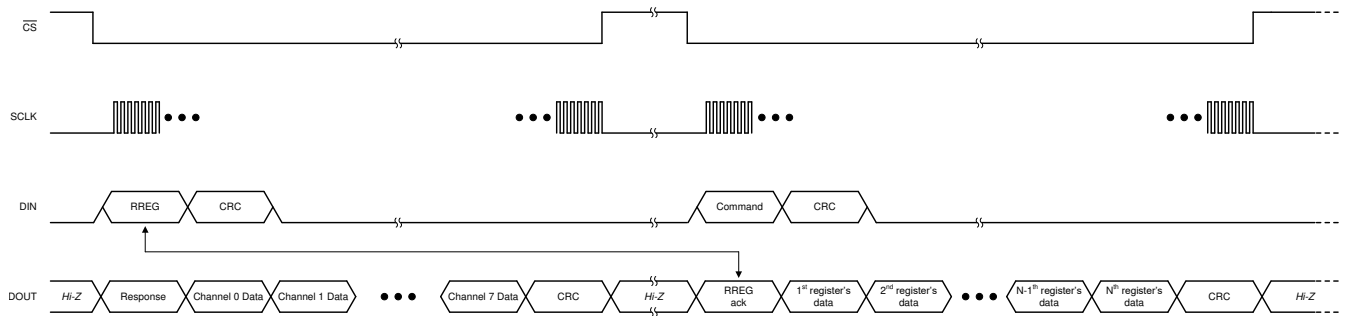 CS
SCLK
DIN
RREG
CRC
Command
CRC
DOUT
Hi-Z
Response
Channel 0 Data
Channel 1 Data
Channel 7 Data
CRC
Hi-Z
RREG
ack
1st register's
data
2nd register's
data
N-1th register's
data
Nth register's
data
CRC
Hi-Z